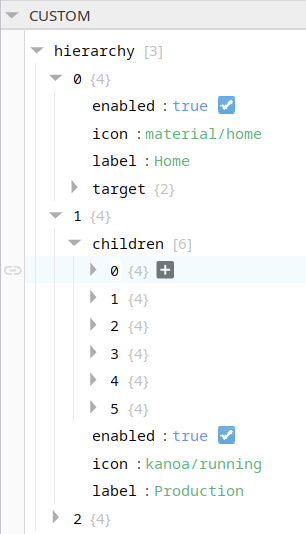 CUSTOM
hierarchy [3]
0 {4}
enabled : true
icon : material/home
label : Home
target {2}
1 {4}
children [6]
0 {4}
1 {4}
2 {4}
3 {4}
4 {4}
5 {4}
enabled : true
icon : kanoa/running
label : Production
2 {4}